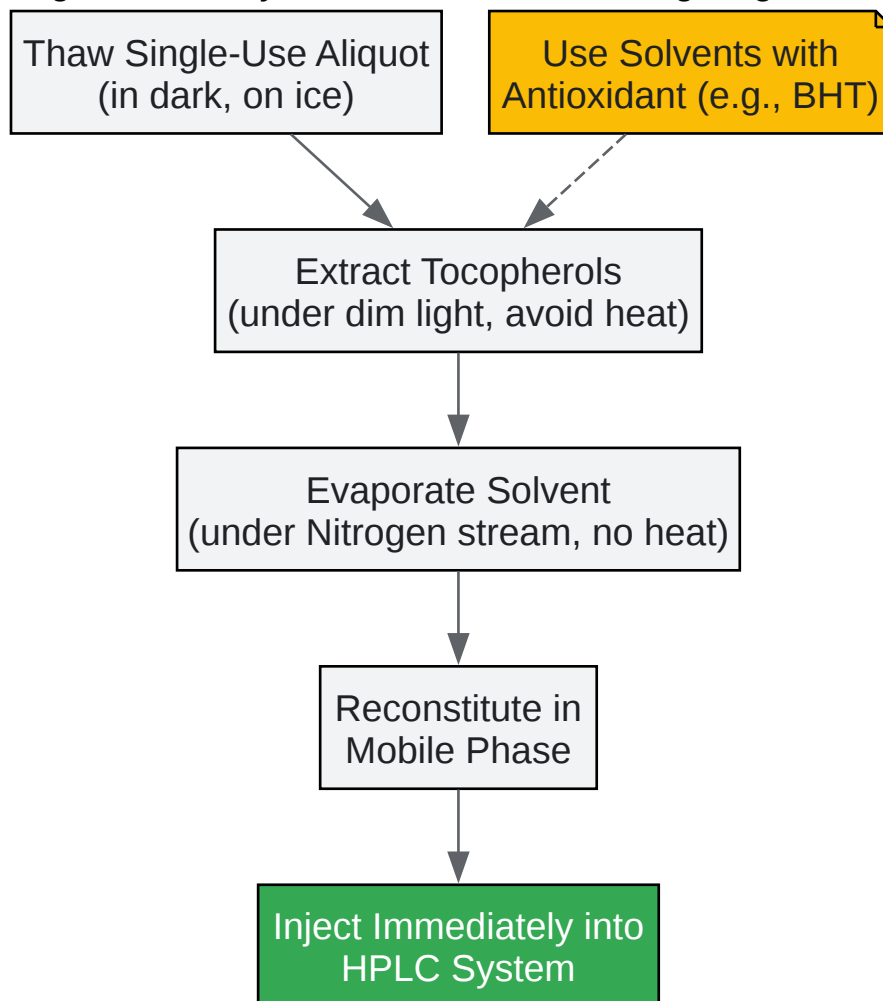 Thaw Single-Use Aliquot
(in dark, on ice)
Use Solvents with
Antioxidant (e.g., BHT)
Extract Tocopherols
(under dim light, avoid heat)
Evaporate Solvent
(under Nitrogen stream, no heat)
Reconstitute in
Mobile Phase
Inject Immediately into
HPLC System